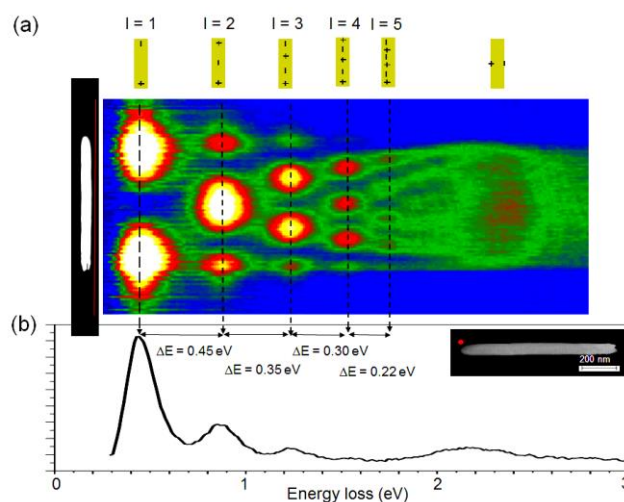 (a)
l = 1 l = 2 l = 3 l = 4 l = 5
(b)
ΔE = 0.45 eV
ΔE = 0.35 eV
ΔE = 0.30 eV
ΔE = 0.22 eV
200 nm
0 1 2 3
Energy loss (eV)